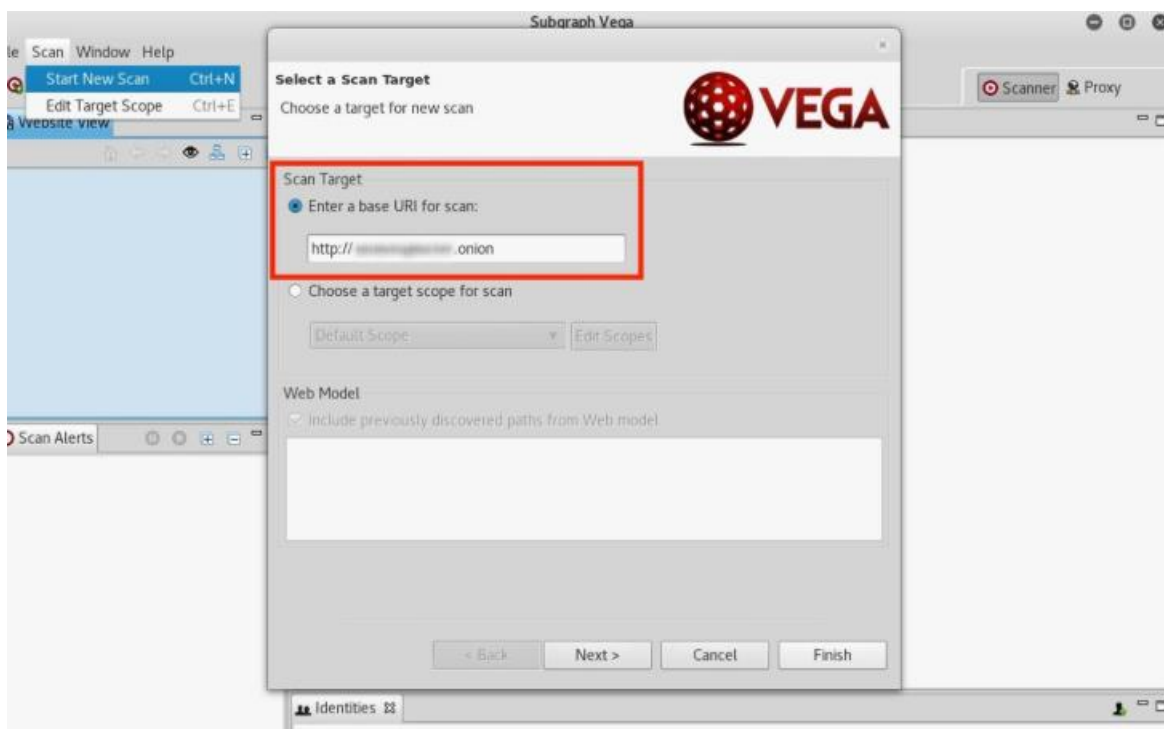 Subgraph Vega
le Scan Window Help
Start New Scan Ctrl+N
Edit Target Scope Ctrl+E
Website View
Scanner Proxy
Select a Scan Target
Choose a target for new scan
VEGA
Scan Target
Enter a base URI for scan:
http:// .onion
Choose a target scope for scan
Default Scope Edit Scopes
Web Model
Include previously discovered paths from Web model
Scan Alerts
< Back Next > Cancel Finish
Identities